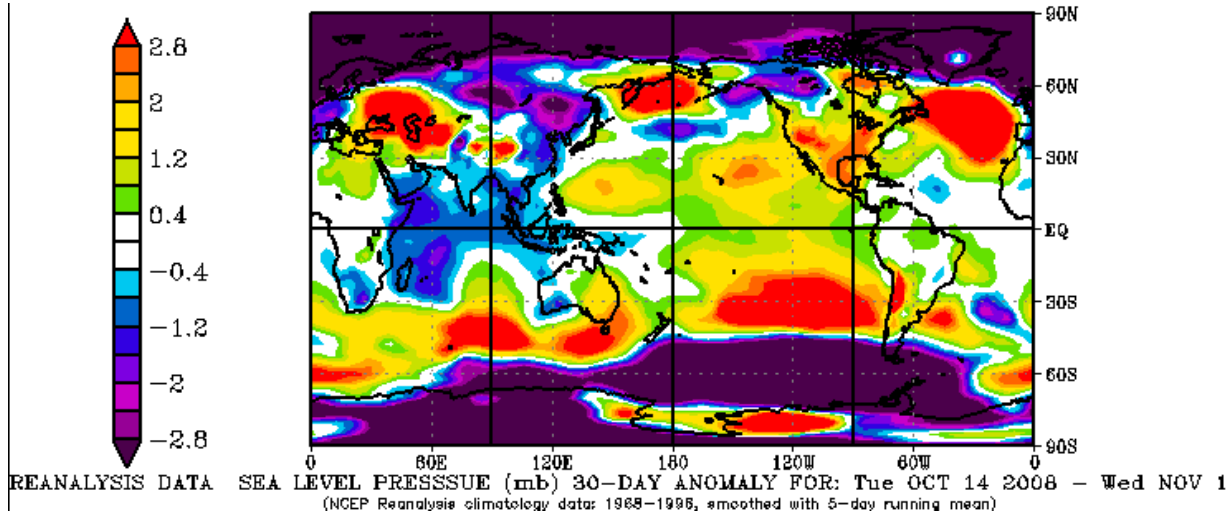 2.8
2
1.2
0.4
−0.4
−1.2
−2
−2.8
90N
60N
30N
EQ
30S
60S
90S
0 60E 120E 180 120W 60W 0
REANALYSIS DATA SEA LEVEL PRESSSUE (mb) 30-DAY ANOMALY FOR: Tue OCT 14 2008 − Wed NOV 1
(NCEP Reanalysis climatology data: 1968−1996, smoothed with 5−day running mean)